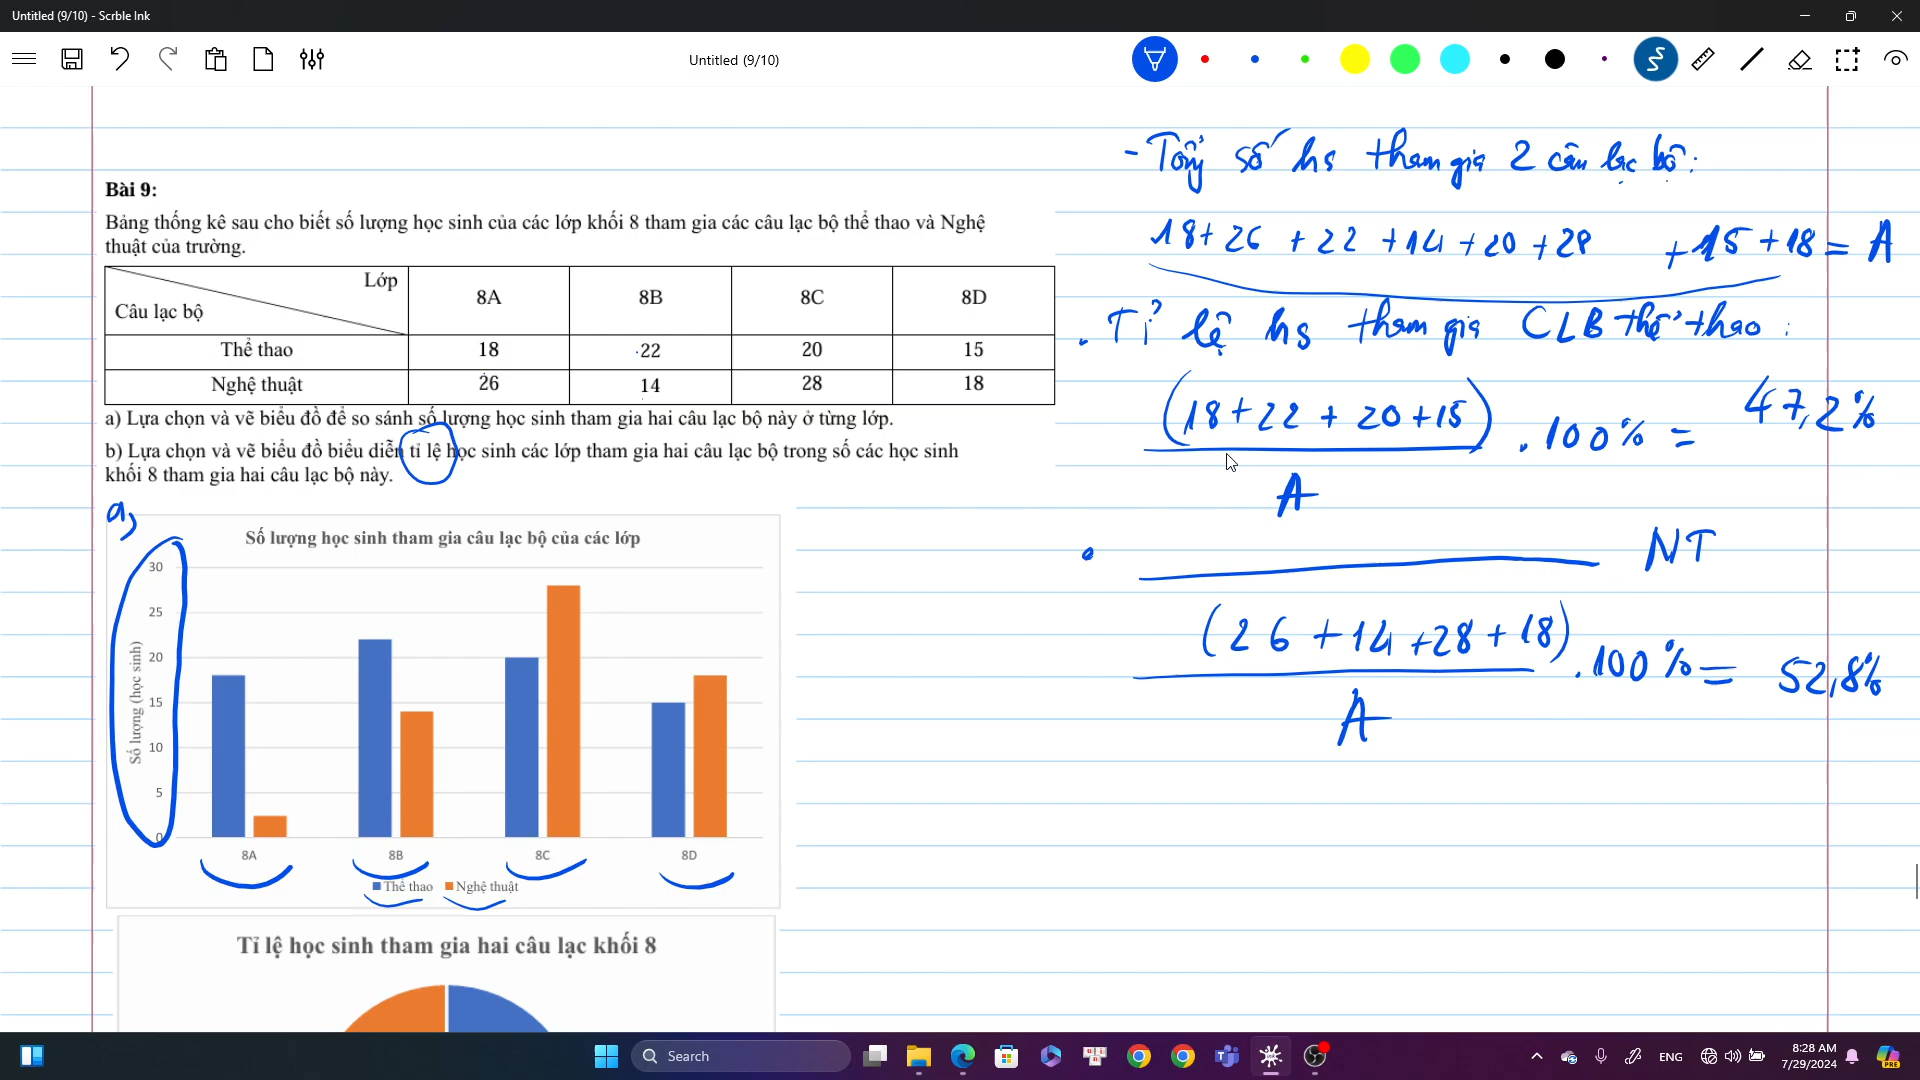 Untitled (9/10) - Scrble Ink
Untitled (9/10)
Bài 9:
Bảng thống kê sau cho biết số lượng học sinh của các lớp khối 8 tham gia các câu lạc bộ thể thao và Nghệ
thuật của trường.
Lớp
Câu lạc bộ
8A 8B 8C 8D
Thể thao 18 22 20 15
Nghệ thuật 26 14 28 18
a) Lựa chọn và vẽ biểu đồ để so sánh số lượng học sinh tham gia hai câu lạc bộ này ở từng lớp.
b) Lựa chọn và vẽ biểu đồ biểu diễn tỉ lệ học sinh các lớp tham gia hai câu lạc bộ trong số các học sinh
khối 8 tham gia hai câu lạc bộ này.
a)
Số lượng học sinh tham gia câu lạc bộ của các lớp
Số lượng (học sinh)
30
25
20
15
10
5
0
8A 8B 8C 8D
Thể thao Nghệ thuật
Tỉ lệ học sinh tham gia hai câu lạc khối 8
- Tổng số hs tham gia 2 câu lạc bộ:
18+26 +22 +14 +20 +28 +15 +18 = A
. Tỉ lệ hs tham gia CLB thể thao :
(18+22 + 20 +15) . 100% = 47,2%
A
NT
(26 +14 +28 +18) . 100% = 52,8%
A
Search
ENG
8:28 AM
7/29/2024
PRE